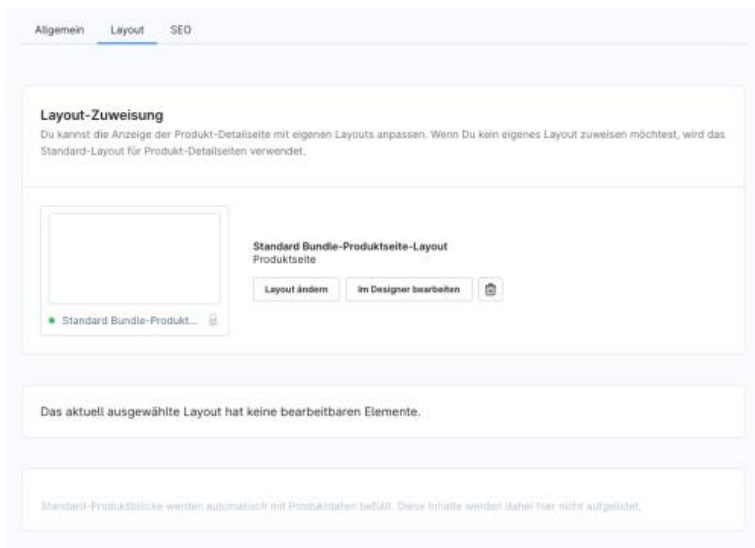 Allgemein Layout SEO
Layout-Zuweisung
Du kannst die Anzeige der Produkt-Detailseite mit eigenen Layouts anpassen. Wenn Du kein eigenes Layout zuweisen möchtest, wird das
Standard-Layout für Produkt-Detailseiten verwendet.
Standard Bundle-Produktseite-Layout
Produktseite
Layout ändern Im Designer bearbeiten
Standard Bundle-Produkt...
Das aktuell ausgewählte Layout hat keine bearbeitbaren Elemente.
Standard-Produktblöcke werden automatisch mit Produktdaten befüllt. Diese Inhalte werden daher hier nicht aufgelistet.